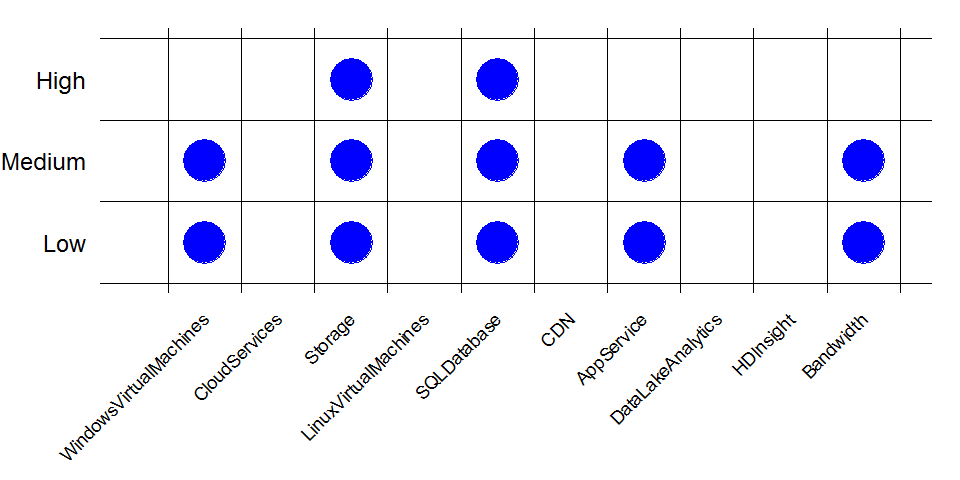 High
Medium
Low
WindowsVirtualMachines
CloudServices
Storage
LinuxVirtualMachines
SQLDatabase
CDN
AppService
DataLakeAnalytics
HDInsight
Bandwidth